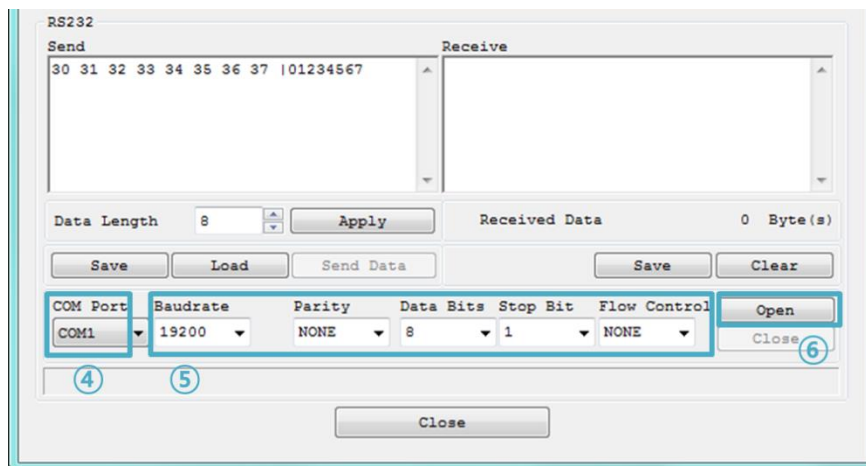 RS232
Send Receive
30 31 32 33 34 35 36 37 |01234567
Data Length 8 Apply Received Data 0 Byte(s)
Save Load Send Data Save Clear
COM Port Baudrate Parity Data Bits Stop Bit Flow Control Open
COM1 19200 NONE 8 1 NONE Close
④ ⑤ ⑥
Close